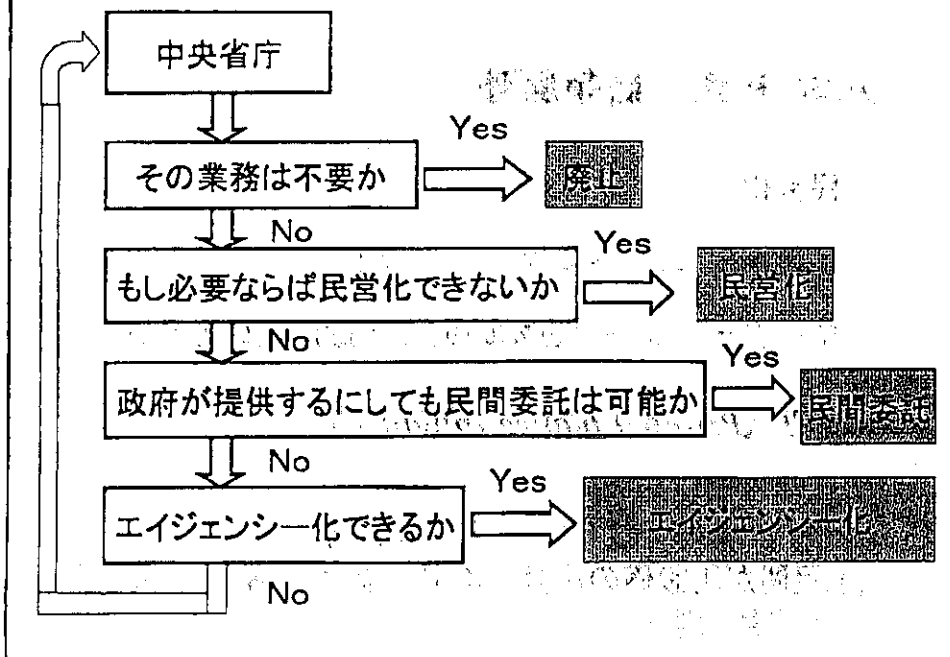 中央省庁
Yes
その業務は不要か
廃止
No
Yes
もし必要ならば民営化できないか
民営化
No
Yes
政府が提供するにしても民間委託は可能か
民間委託
No
Yes
エイジェンシー化できるか
エイジェンシー化
No